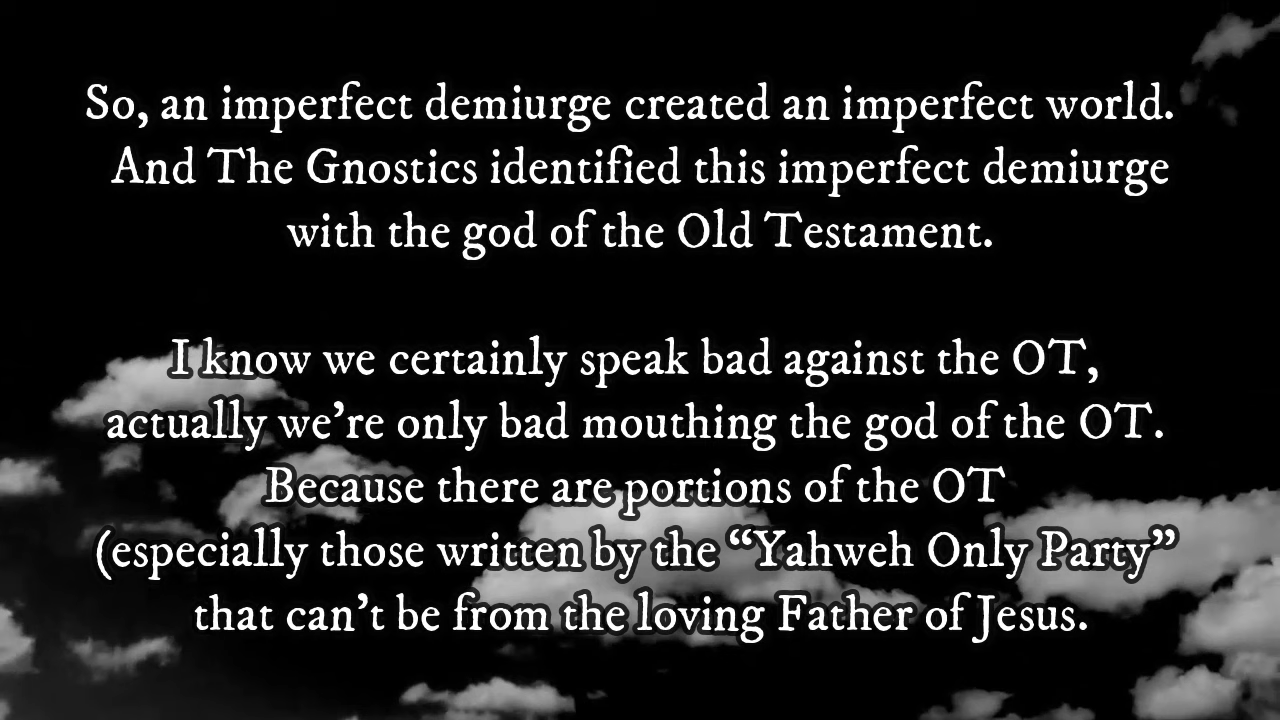 So, an imperfect demiurge created an imperfect world.
And The Gnostics identified this imperfect demiurge
with the god of the Old Testament.
I know we certainly speak bad against the OT,
actually we're only bad mouthing the god of the OT.
Because there are portions of the OT
(especially those written by the “Yahweh Only Party”
that can't be from the loving Father of Jesus.